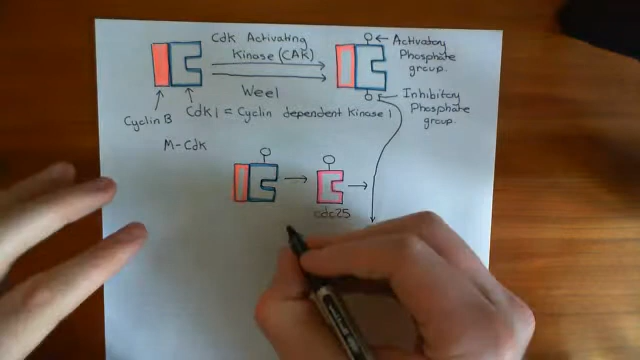 Cdk Activating
Kinase (CAK)
Wee1
Activatory
Phosphate
group.
Inhibitory
Phosphate
group.
Cyclin B
Cdk1 = Cyclin dependent Kinase 1
M-Cdk
cdc25